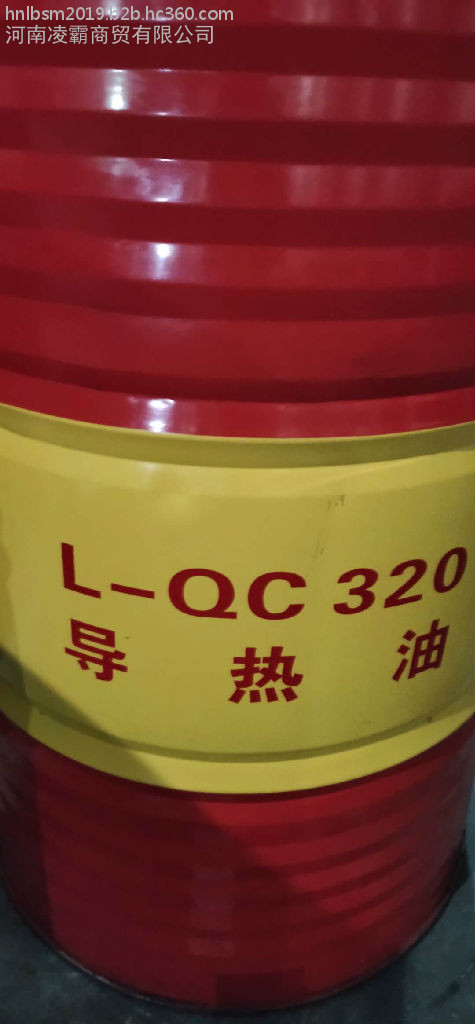 hnlbsm2019.b2b.hc360.com
河南凌霸商贸有限公司
L-QC 320
导热油